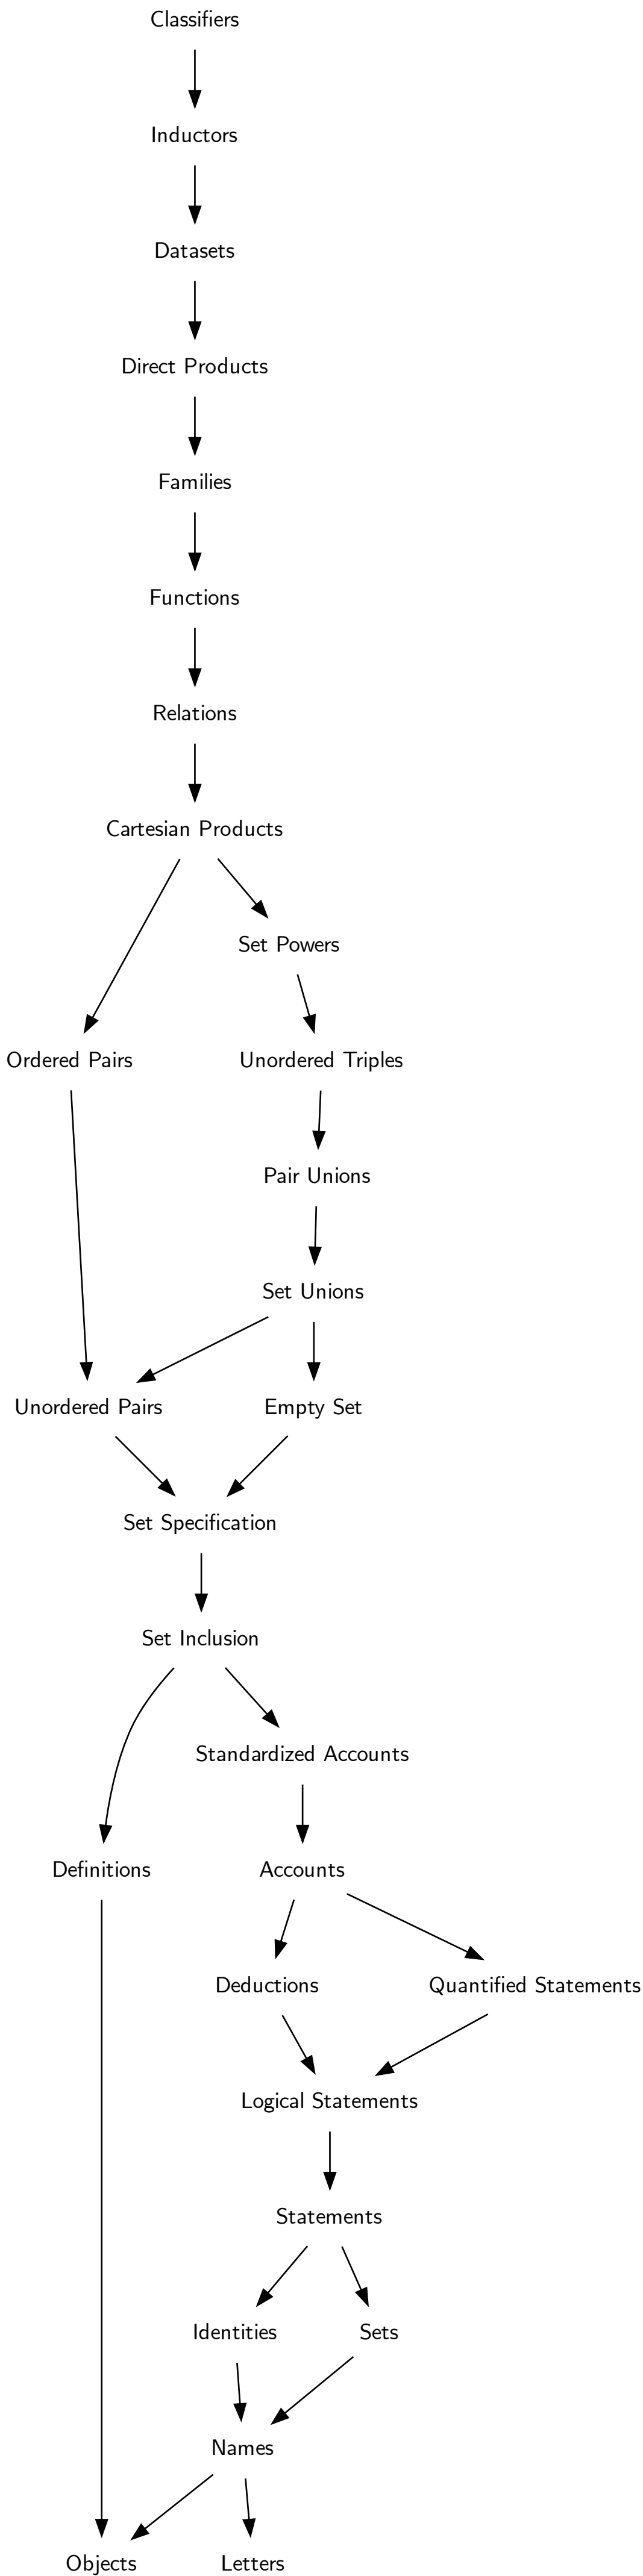 Classifiers
Inductors
Datasets
Direct Products
Families
Functions
Relations
Cartesian Products
Set Powers
Ordered Pairs
Unordered Triples
Pair Unions
Set Unions
Unordered Pairs
Empty Set
Set Specification
Set Inclusion
Standardized Accounts
Definitions
Accounts
Deductions
Quantified Statements
Logical Statements
Statements
Identities
Sets
Names
Objects
Letters